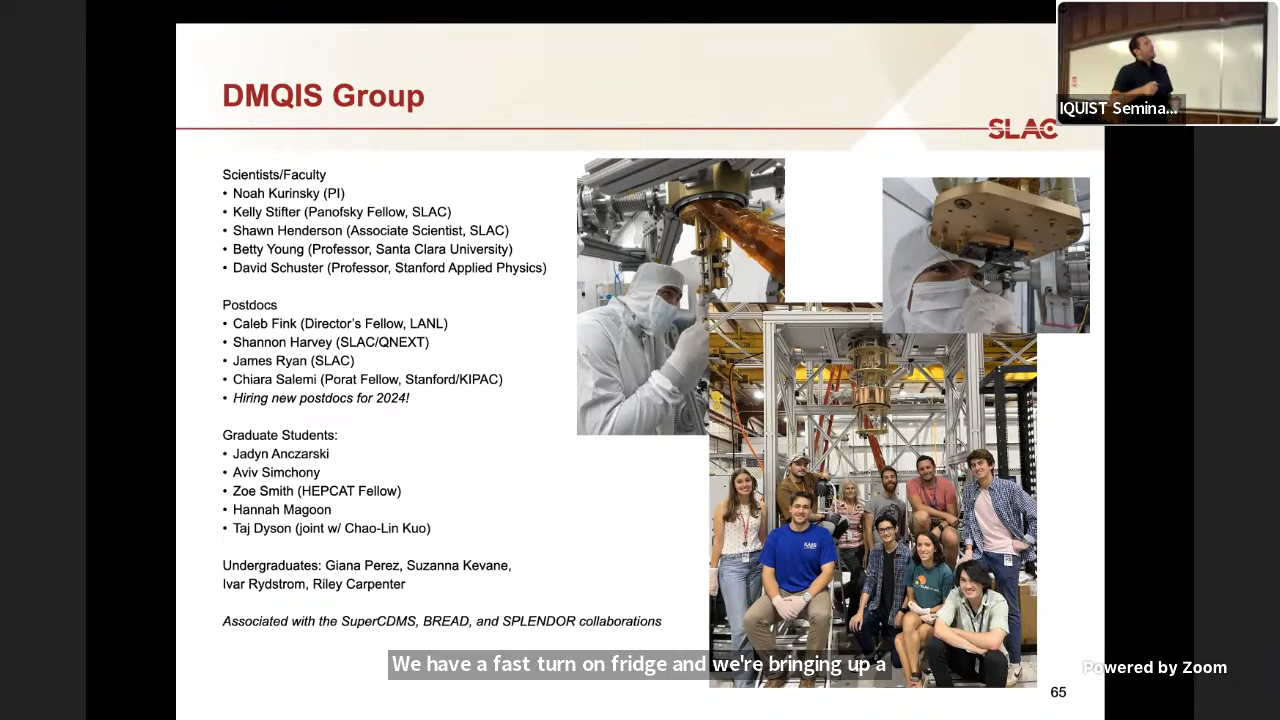 DMQIS Group
SLAC
IQUIST Semina...
Scientists/Faculty
• Noah Kurinsky (PI)
• Kelly Stifter (Panofsky Fellow, SLAC)
• Shawn Henderson (Associate Scientist, SLAC)
• Betty Young (Professor, Santa Clara University)
• David Schuster (Professor, Stanford Applied Physics)
Postdocs
• Caleb Fink (Director's Fellow, LANL)
• Shannon Harvey (SLAC/QNEXT)
• James Ryan (SLAC)
• Chiara Salemi (Porat Fellow, Stanford/KIPAC)
• Hiring new postdocs for 2024!
Graduate Students:
• Jadyn Anczarski
• Aviv Simchony
• Zoe Smith (HEPCAT Fellow)
• Hannah Magoon
• Taj Dyson (joint w/ Chao-Lin Kuo)
Undergraduates: Giana Perez, Suzanna Kevane,
Ivar Rydstrom, Riley Carpenter
Associated with the SuperCDMS, BREAD, and SPLENDOR collaborations
We have a fast turn on fridge and we're bringing up a
Powered by Zoom
65